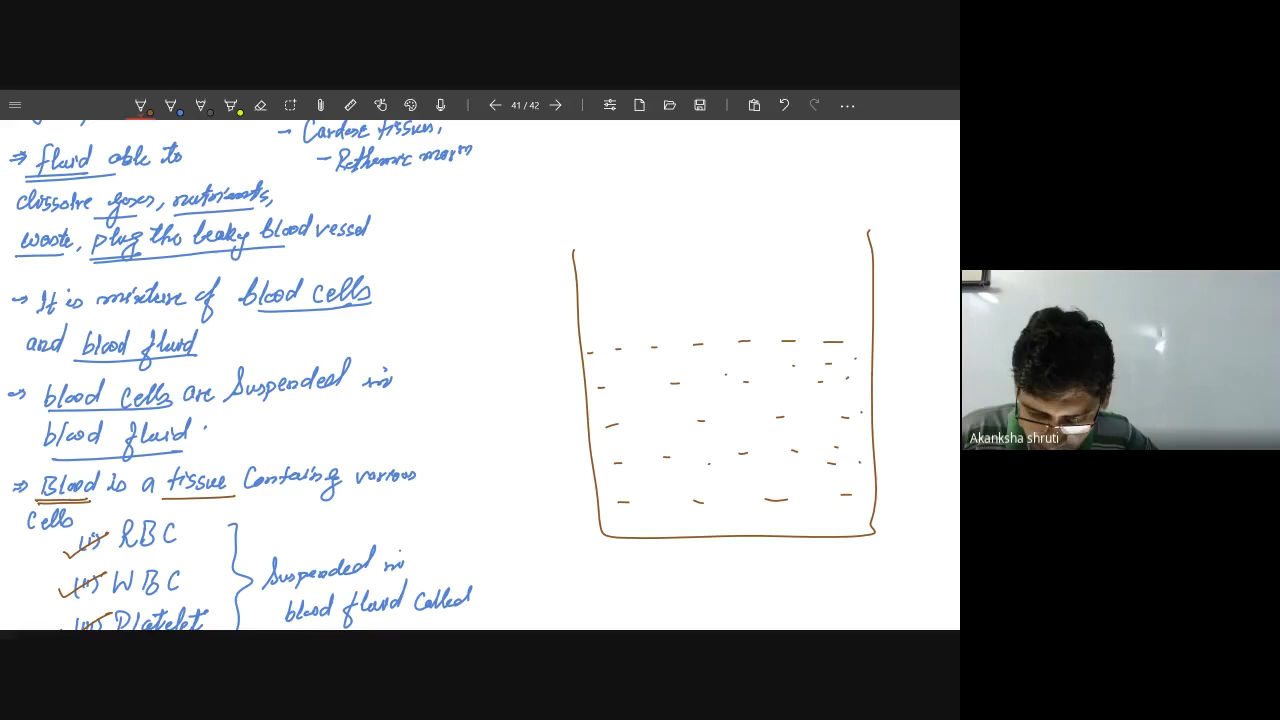 41 / 42
- Cardiac tissues,
⇒ fluid able to
dissolve gases, nutrients,
waste, plug the leaky blood vessel
→ It is mixture of blood cells
and blood fluid
⇒ blood cells are suspended in
blood fluid.
⇒ Blood is a tissue containing various
cells
(i) RBC
(ii) WBC
(iii) Platelet
Suspended in
blood fluid called
Akanksha shruti